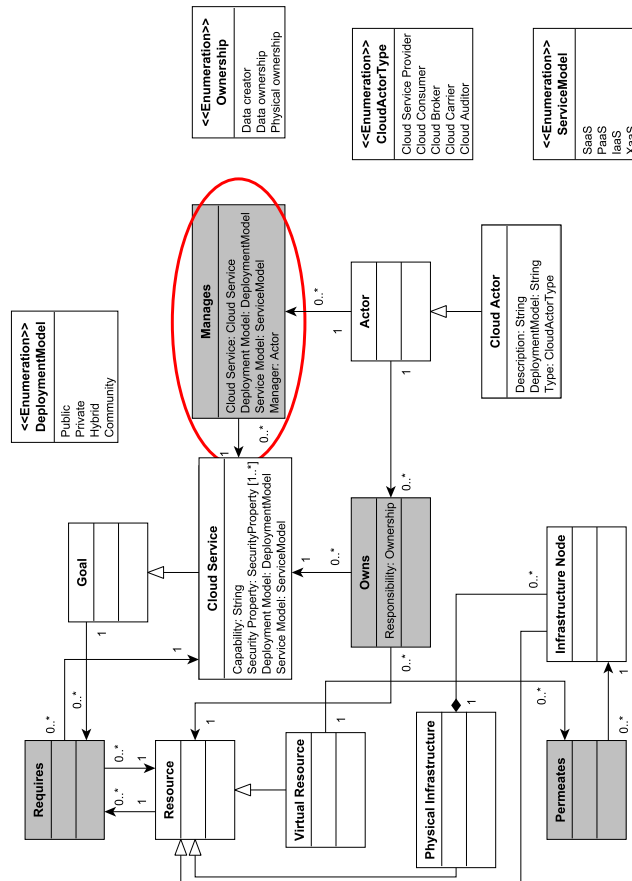 <<Enumeration>>
DeploymentModel
Public
Private
Hybrid
Community
Requires
0..*
0..*
0..*
0..*
1
1
1
1
Goal
Resource
1
Cloud Service
Capability: String
Security Property: SecurityProperty [1..*]
Deployment Model: DeploymentModel
Service Model: ServiceModel
1
0..*
1
0..*
Manages
Cloud Service: Cloud Service
Deployment Model: DeploymentModel
Service Model: ServiceModel
Manager: Actor
0..*
1
<<Enumeration>>
Ownership
Data creator
Data ownership
Physical ownership
Virtual Resource
1
Owns
Responsibility: Ownership
0..*
0..*
1
Actor
<<Enumeration>>
CloudActorType
Cloud Service Provider
Cloud Consumer
Cloud Broker
Cloud Carrier
Cloud Auditor
Physical Infrastructure
1
0..*
Cloud Actor
Description: String
DeploymentModel: String
Type: CloudActorType
Permeates
0..*
0..*
1
Infrastructure Node
<<Enumeration>>
ServiceModel
SaaS
PaaS
IaaS
XaaS